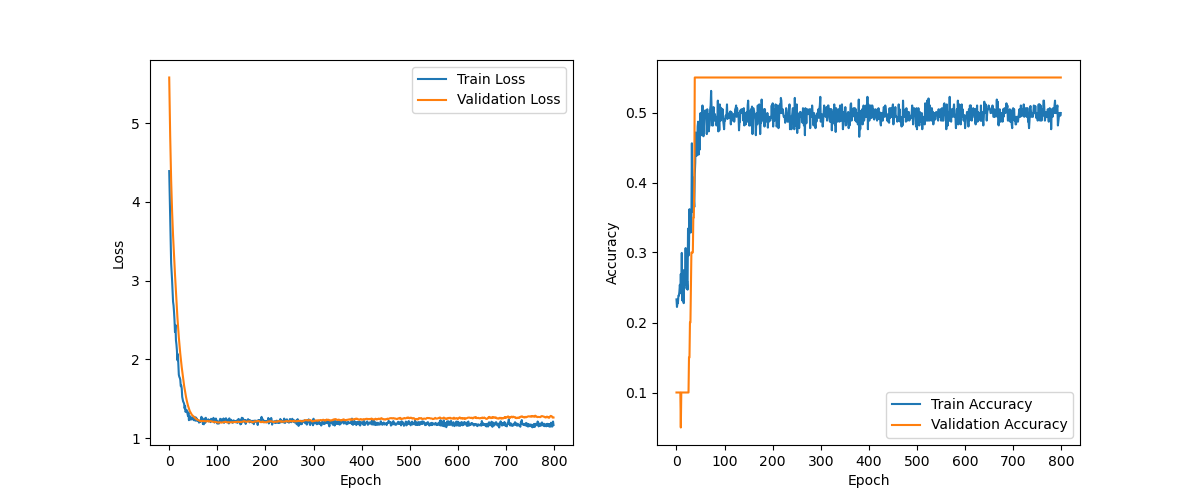 Train Loss
Validation Loss
5
4
3
2
1
0 100 200 300 400 500 600 700 800
Epoch
Loss
0.5
0.4
0.3
0.2
0.1
Train Accuracy
Validation Accuracy
0 100 200 300 400 500 600 700 800
Epoch
Accuracy